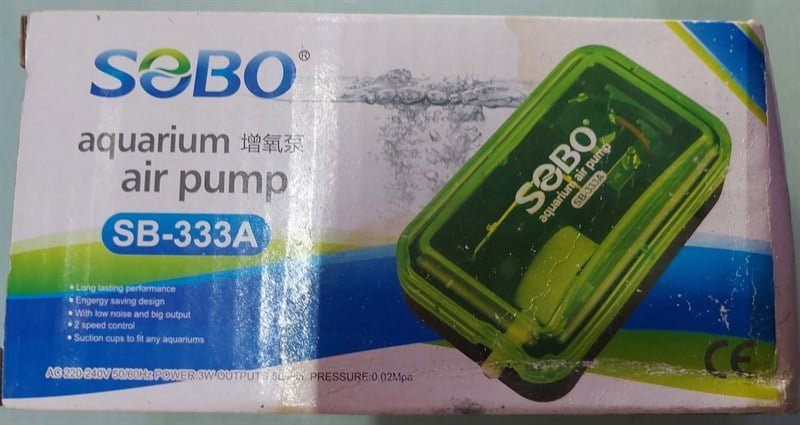 SOBO®
aquarium 增氧泵
air pump
SB-333A
• Long lasting performance
• Engergy saving design
• With low noise and big output
• 2 speed control
• Suction cups to fit any aquariums
AC 220-240V 50/60Hz POWER:3W OUTPUT PRESSURE:0.02Mpa
SOBO®
aquarium air pump
SB-333A
CE